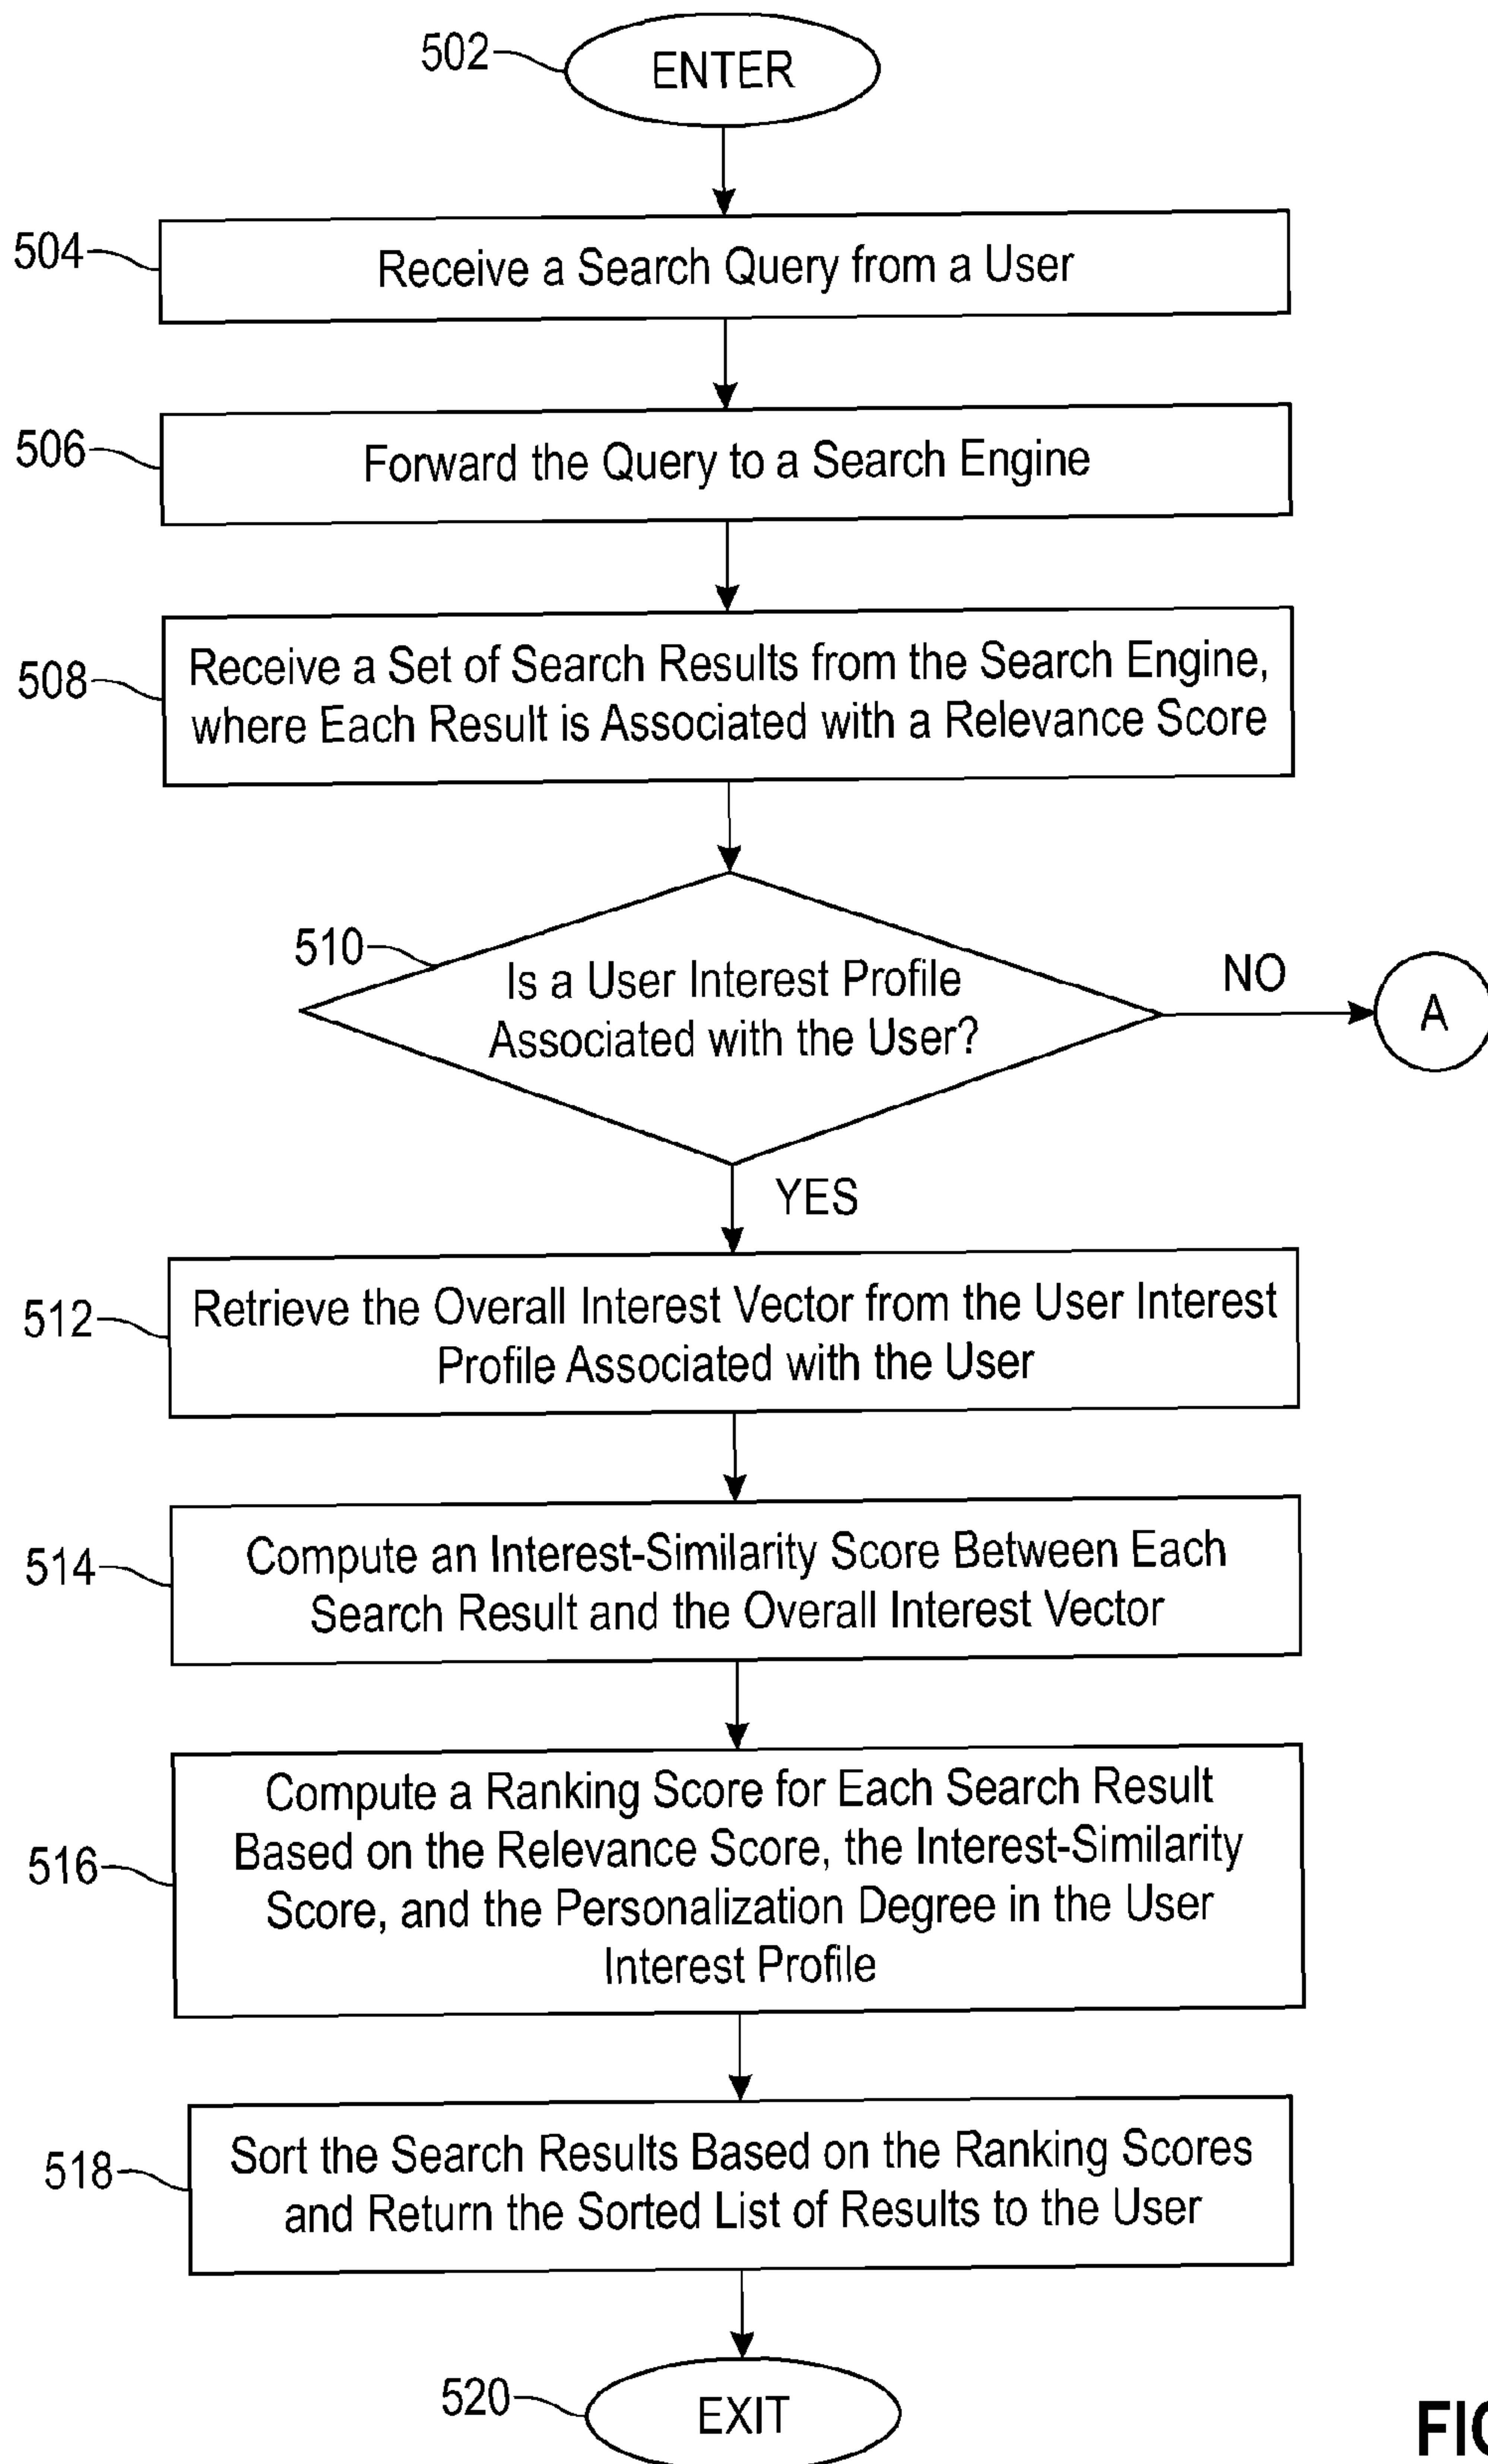 502
ENTER
504
Receive a Search Query from a User
506
Forward the Query to a Search Engine
508
Receive a Set of Search Results from the Search Engine,
where Each Result is Associated with a Relevance Score
510
Is a User Interest Profile
Associated with the User?
NO
A
YES
512
Retrieve the Overall Interest Vector from the User Interest
Profile Associated with the User
514
Compute an Interest-Similarity Score Between Each
Search Result and the Overall Interest Vector
516
Compute a Ranking Score for Each Search Result
Based on the Relevance Score, the Interest-Similarity
Score, and the Personalization Degree in the User
Interest Profile
518
Sort the Search Results Based on the Ranking Scores
and Return the Sorted List of Results to the User
520
EXIT